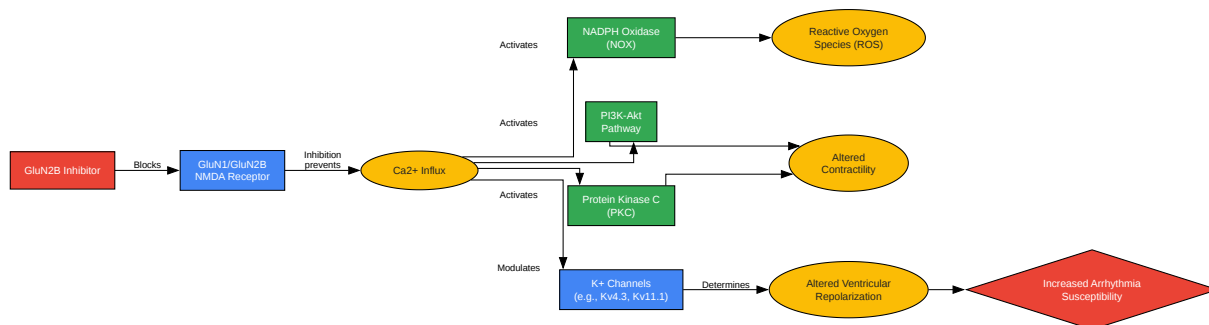 NADPH Oxidase
(NOX)
Reactive Oxygen
Species (ROS)
Activates
Activates
PI3K-Akt
Pathway
GluN2B Inhibitor
Blocks
GluN1/GluN2B
NMDA Receptor
Inhibition
prevents
Ca2+ Influx
Altered
Contractility
Activates
Protein Kinase C
(PKC)
Modulates
K+ Channels
(e.g., Kv4.3, Kv11.1)
Determines
Altered Ventricular
Repolarization
Increased Arrhythmia
Susceptibility